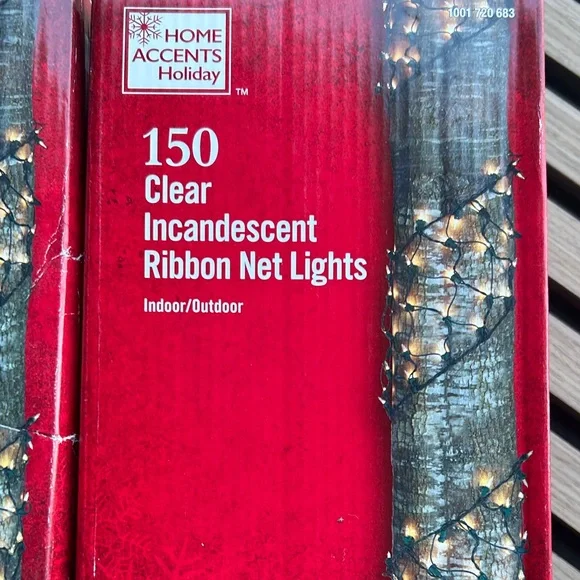 HOME
ACCENTS
Holiday
TM
1001 720 683
150
Clear
Incandescent
Ribbon Net Lights
Indoor/Outdoor